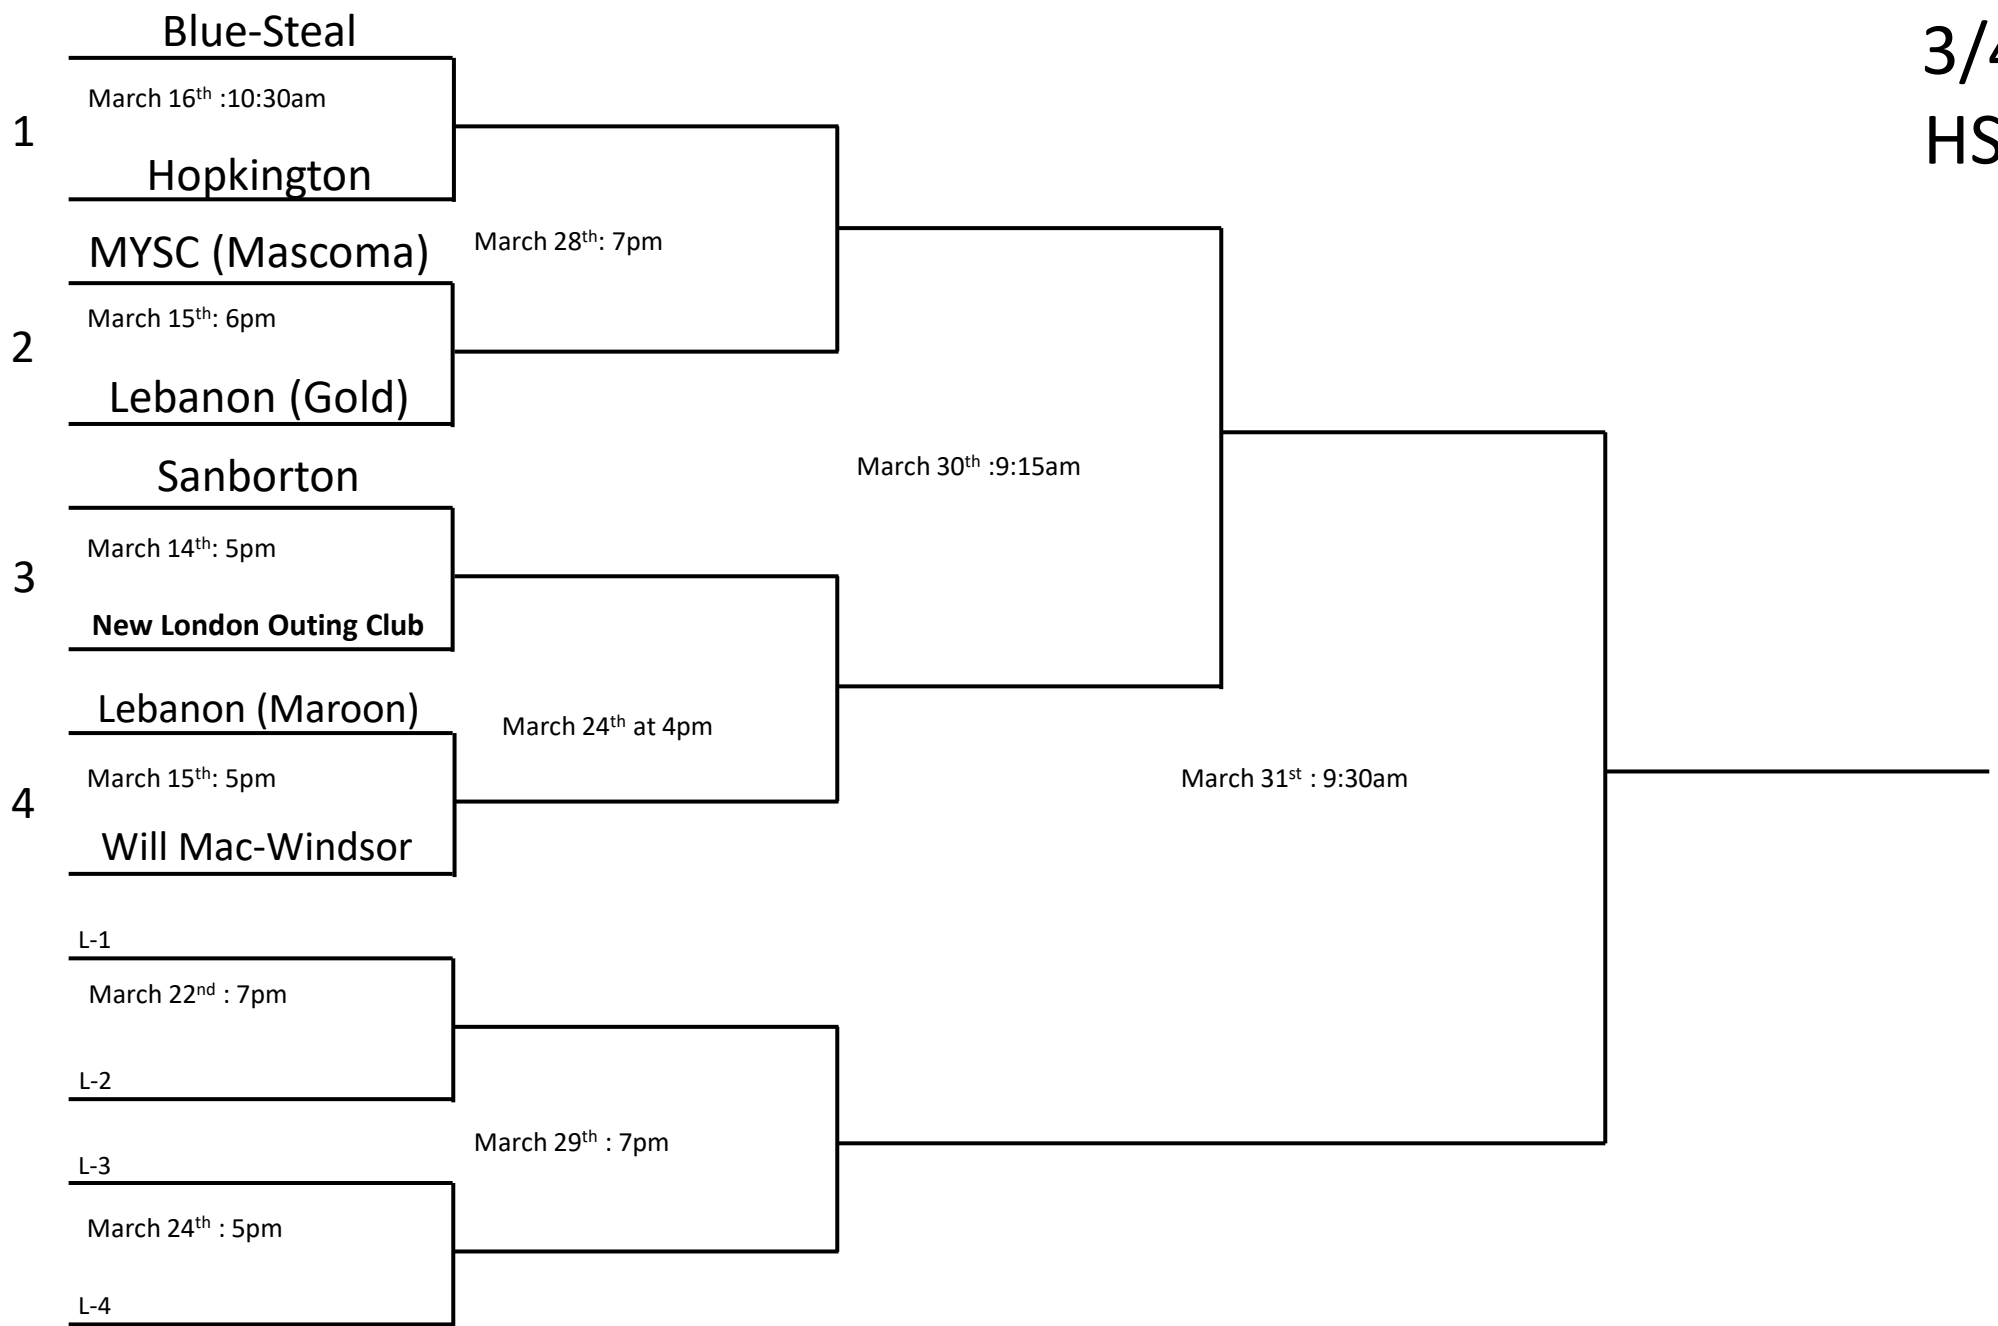 Blue-Steal
3/4
HS
March 16th :10:30am
1
Hopkington
MYSC (Mascoma)
March 28th: 7pm
March 15th: 6pm
2
Lebanon (Gold)
Sanborton
March 30th :9:15am
March 14th: 5pm
3
New London Outing Club
Lebanon (Maroon)
March 24th at 4pm
March 15th: 5pm
March 31st : 9:30am
4
Will Mac-Windsor
L-1
March 22nd : 7pm
L-2
March 29th : 7pm
L-3
March 24th : 5pm
L-4